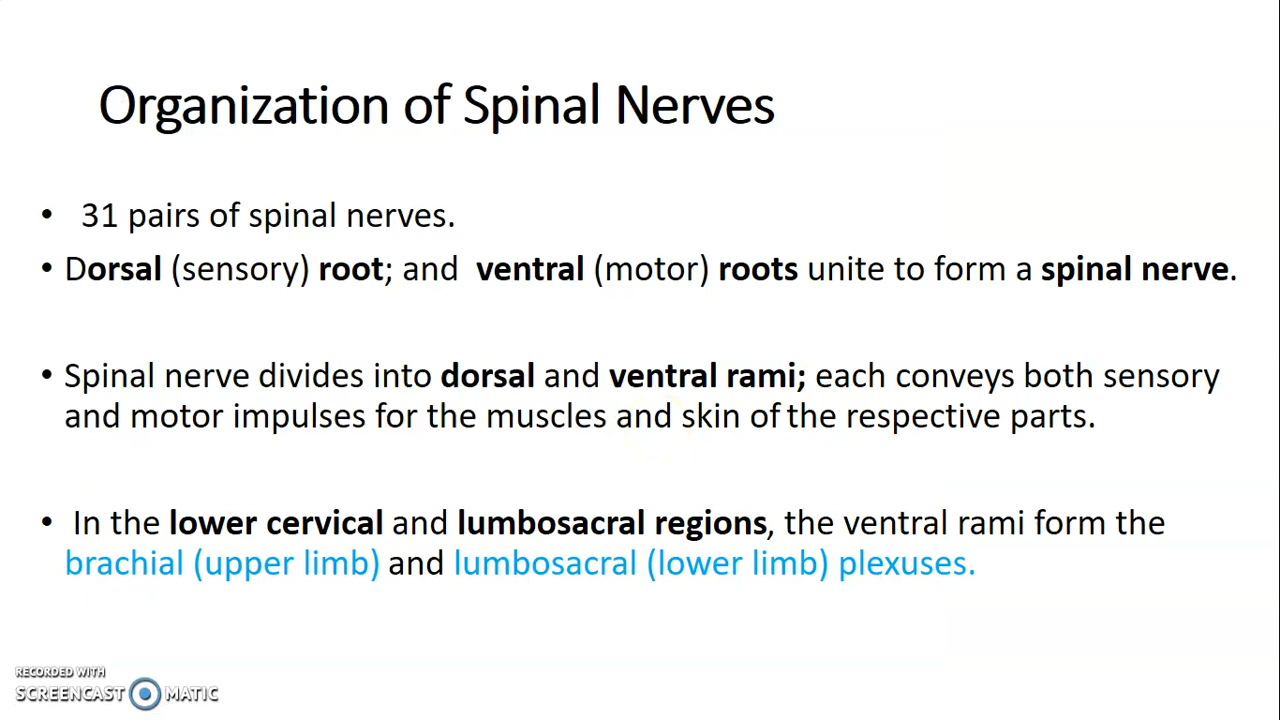 Organization of Spinal Nerves
• 31 pairs of spinal nerves.
• Dorsal (sensory) root; and ventral (motor) roots unite to form a spinal nerve.
• Spinal nerve divides into dorsal and ventral rami; each conveys both sensory
and motor impulses for the muscles and skin of the respective parts.
• In the lower cervical and lumbosacral regions, the ventral rami form the
brachial (upper limb) and lumbosacral (lower limb) plexuses.
RECORDED WITH
SCREENCAST MATIC